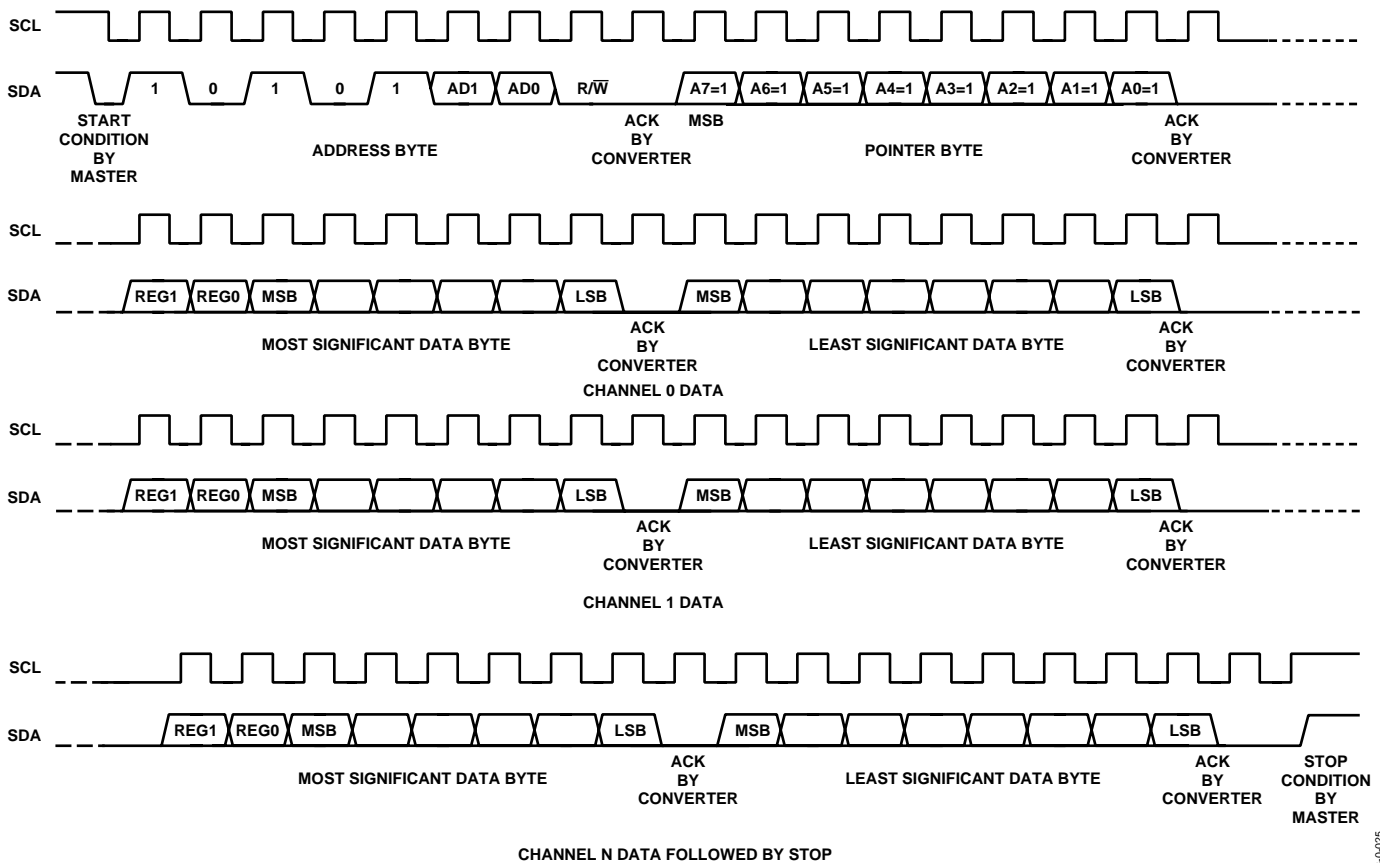 SCL
SDA
1 0 1 0 1 AD1 AD0 R/W̅ A7=1 A6=1 A5=1 A4=1 A3=1 A2=1 A1=1 A0=1
START CONDITION BY MASTER
ADDRESS BYTE
ACK BY CONVERTER
MSB
POINTER BYTE
ACK BY CONVERTER
SCL
SDA
REG1 REG0 MSB LSB MSB LSB
MOST SIGNIFICANT DATA BYTE
ACK BY CONVERTER
LEAST SIGNIFICANT DATA BYTE
ACK BY CONVERTER
CHANNEL 0 DATA
SCL
SDA
REG1 REG0 MSB LSB MSB LSB
MOST SIGNIFICANT DATA BYTE
ACK BY CONVERTER
LEAST SIGNIFICANT DATA BYTE
ACK BY CONVERTER
CHANNEL 1 DATA
SCL
SDA
REG1 REG0 MSB LSB MSB LSB
MOST SIGNIFICANT DATA BYTE
ACK BY CONVERTER
LEAST SIGNIFICANT DATA BYTE
ACK BY CONVERTER
STOP CONDITION BY MASTER
CHANNEL N DATA FOLLOWED BY STOP